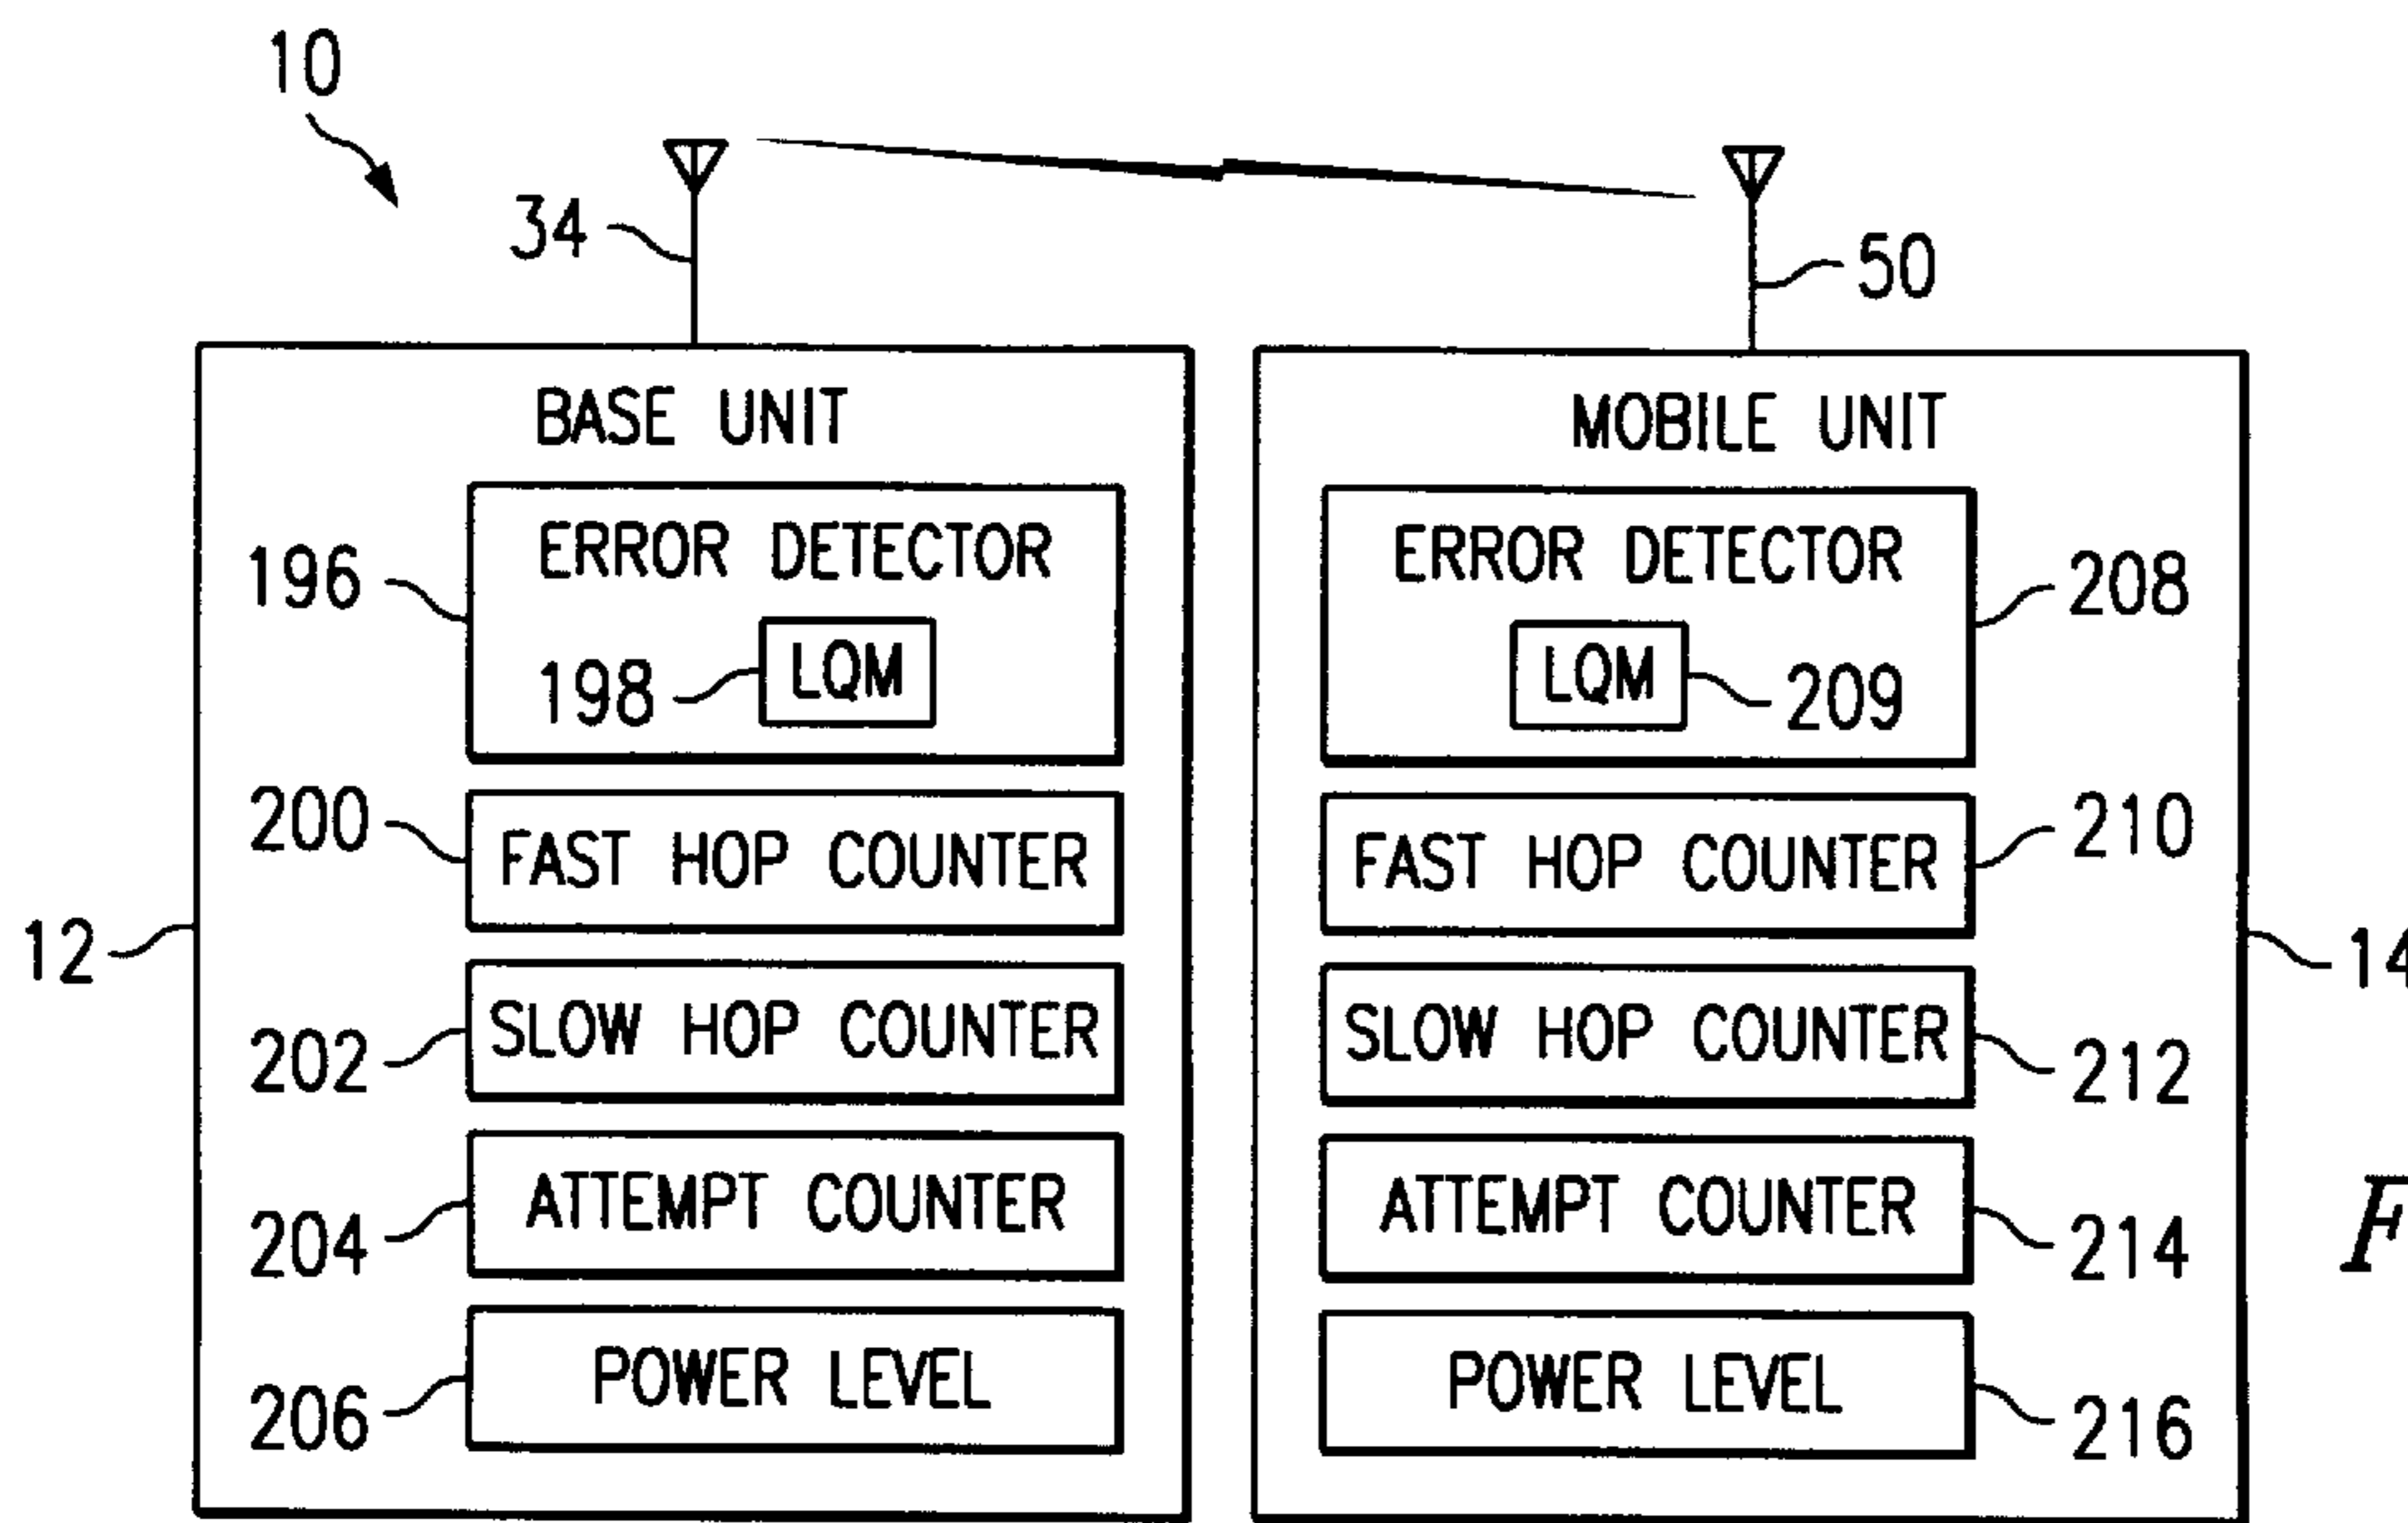 10
34
50
BASE UNIT
ERROR DETECTOR
196
LQM
198
FAST HOP COUNTER
200
12
SLOW HOP COUNTER
202
ATTEMPT COUNTER
204
POWER LEVEL
206
MOBILE UNIT
ERROR DETECTOR
208
LQM
209
FAST HOP COUNTER
210
14
SLOW HOP COUNTER
212
ATTEMPT COUNTER
214
F
POWER LEVEL
216